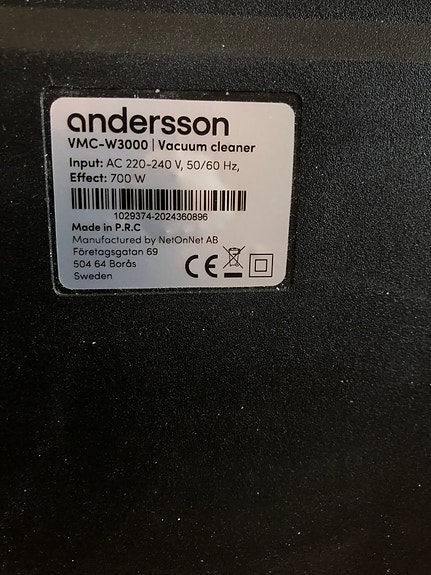 andersson
VMC-W3000 | Vacuum cleaner
Input: AC 220-240 V, 50/60 Hz,
Effect: 700 W
1029374-2024360896
Made in P.R.C
Manufactured by NetOnNet AB
Företagsgatan 69
504 64 Borås
Sweden
CE